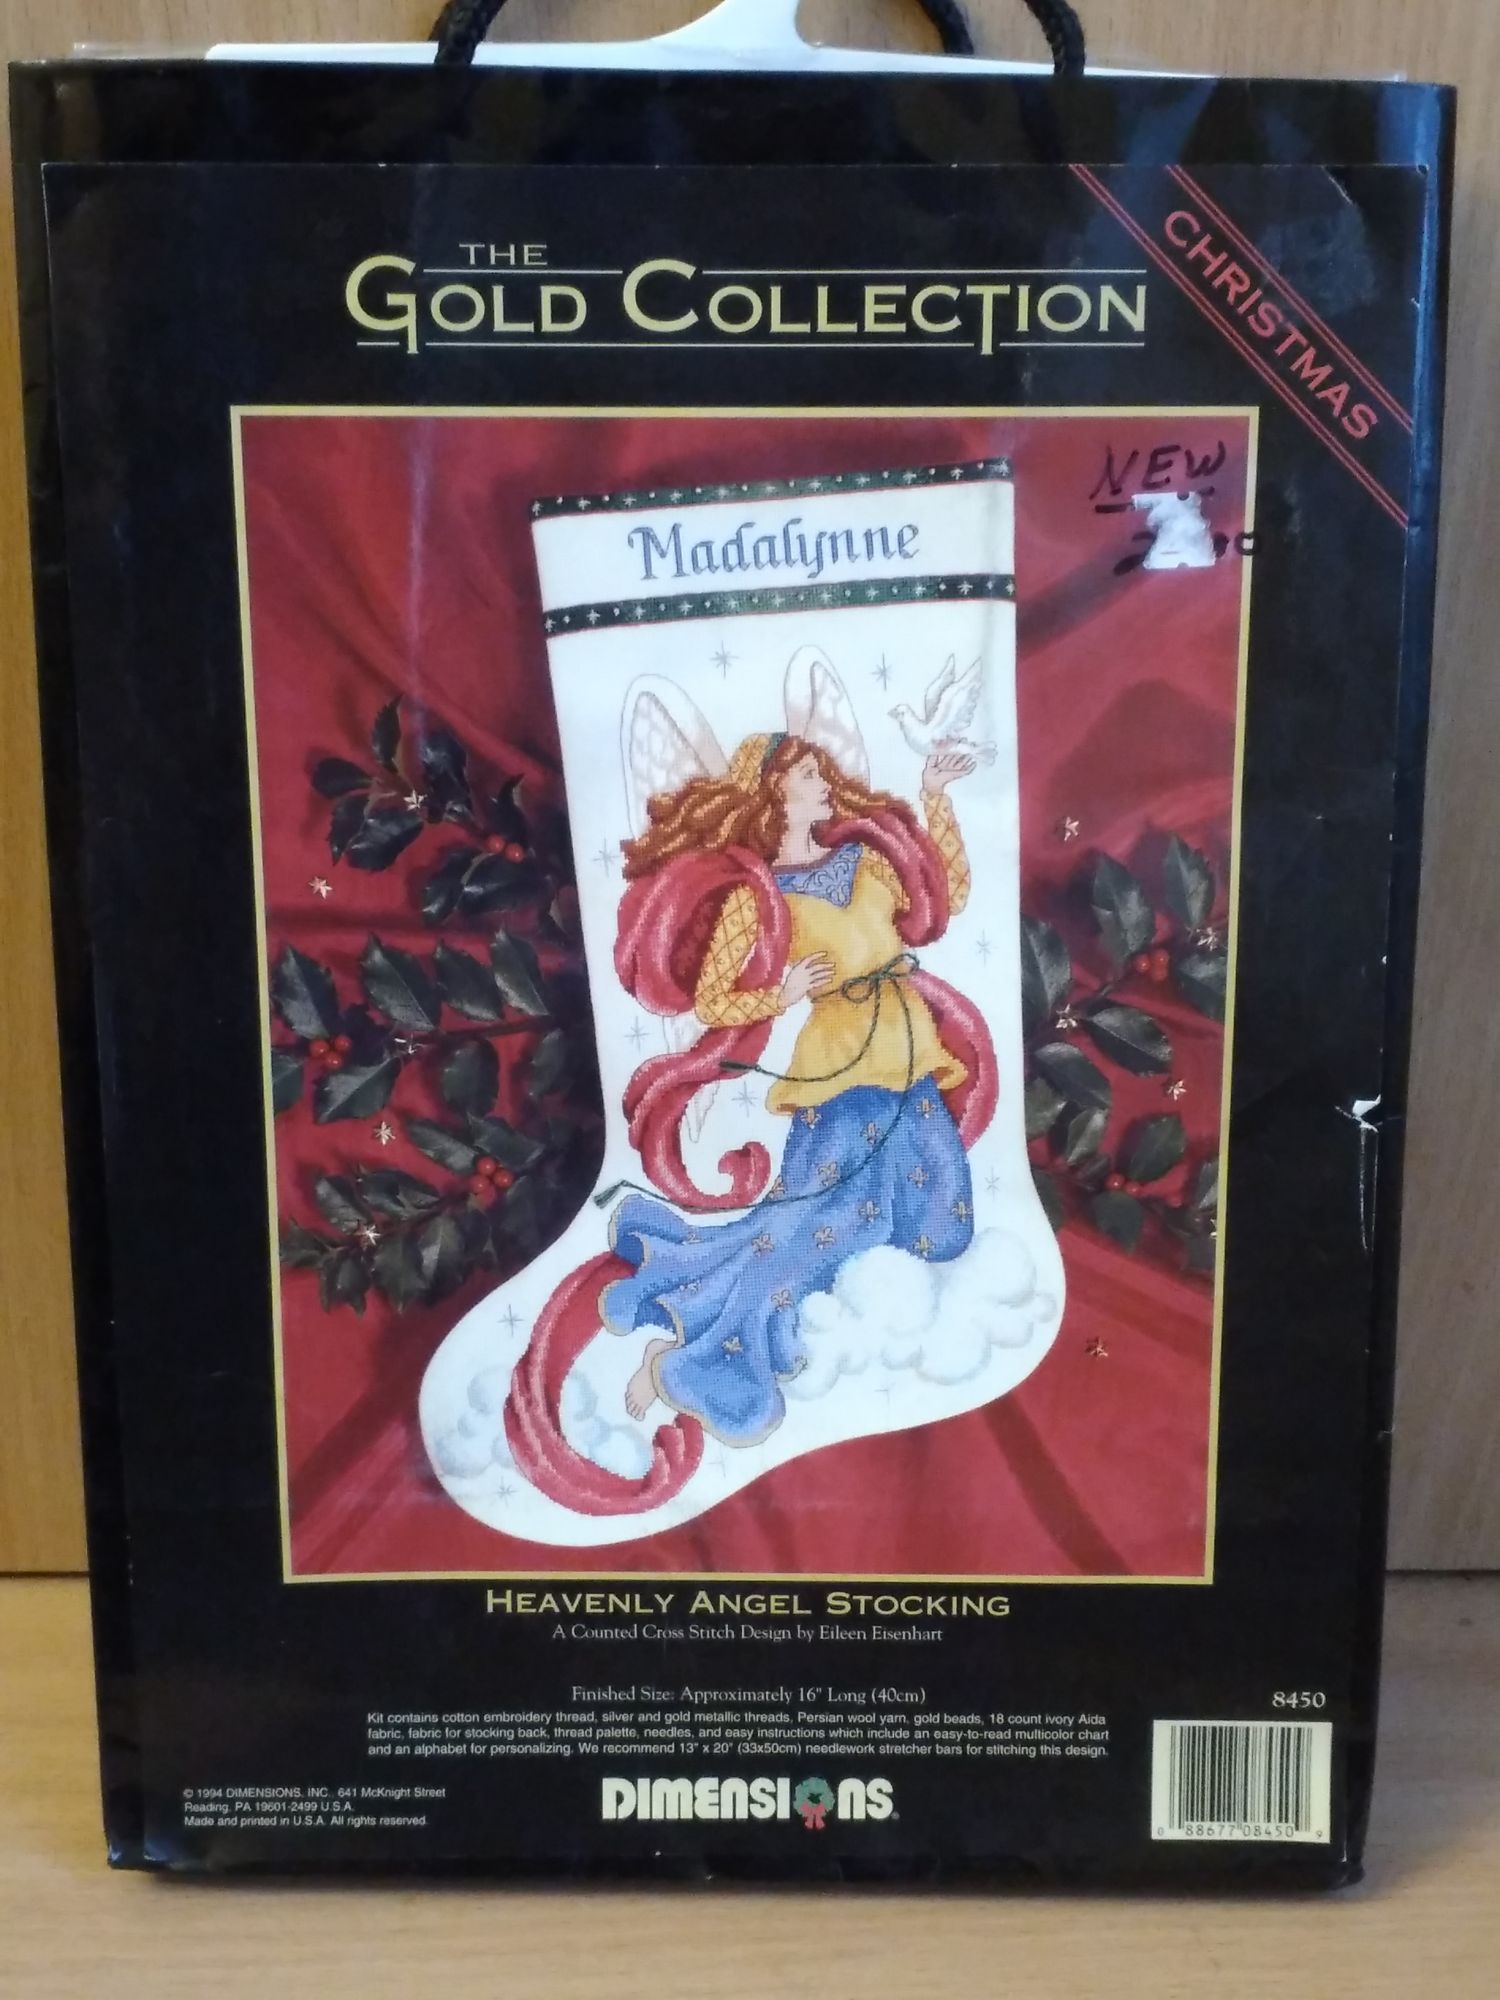 THE
GOLD COLLECTION
CHRISTMAS
NEW
Madalynne
HEAVENLY ANGEL STOCKING
A Counted Cross Stitch Design by Eileen Eisenhart
Finished Size: Approximately 16" Long (40cm)
8450
Kit contains cotton embroidery thread, silver and gold metallic threads, Persian wool yarn, gold beads, 18 count ivory Aida
fabric, fabric for stocking back, thread palette, needles, and easy instructions which include an easy-to-read multicolor chart
and an alphabet for personalizing. We recommend 13" x 20" (33x50cm) needlework stretcher bars for stitching this design.
© 1994 DIMENSIONS, INC. 641 McKnight Street
Reading, PA 19601-2499 U.S.A.
Made and printed in U.S.A. All rights reserved.
DIMENSIONS®
0 88677 08450 9